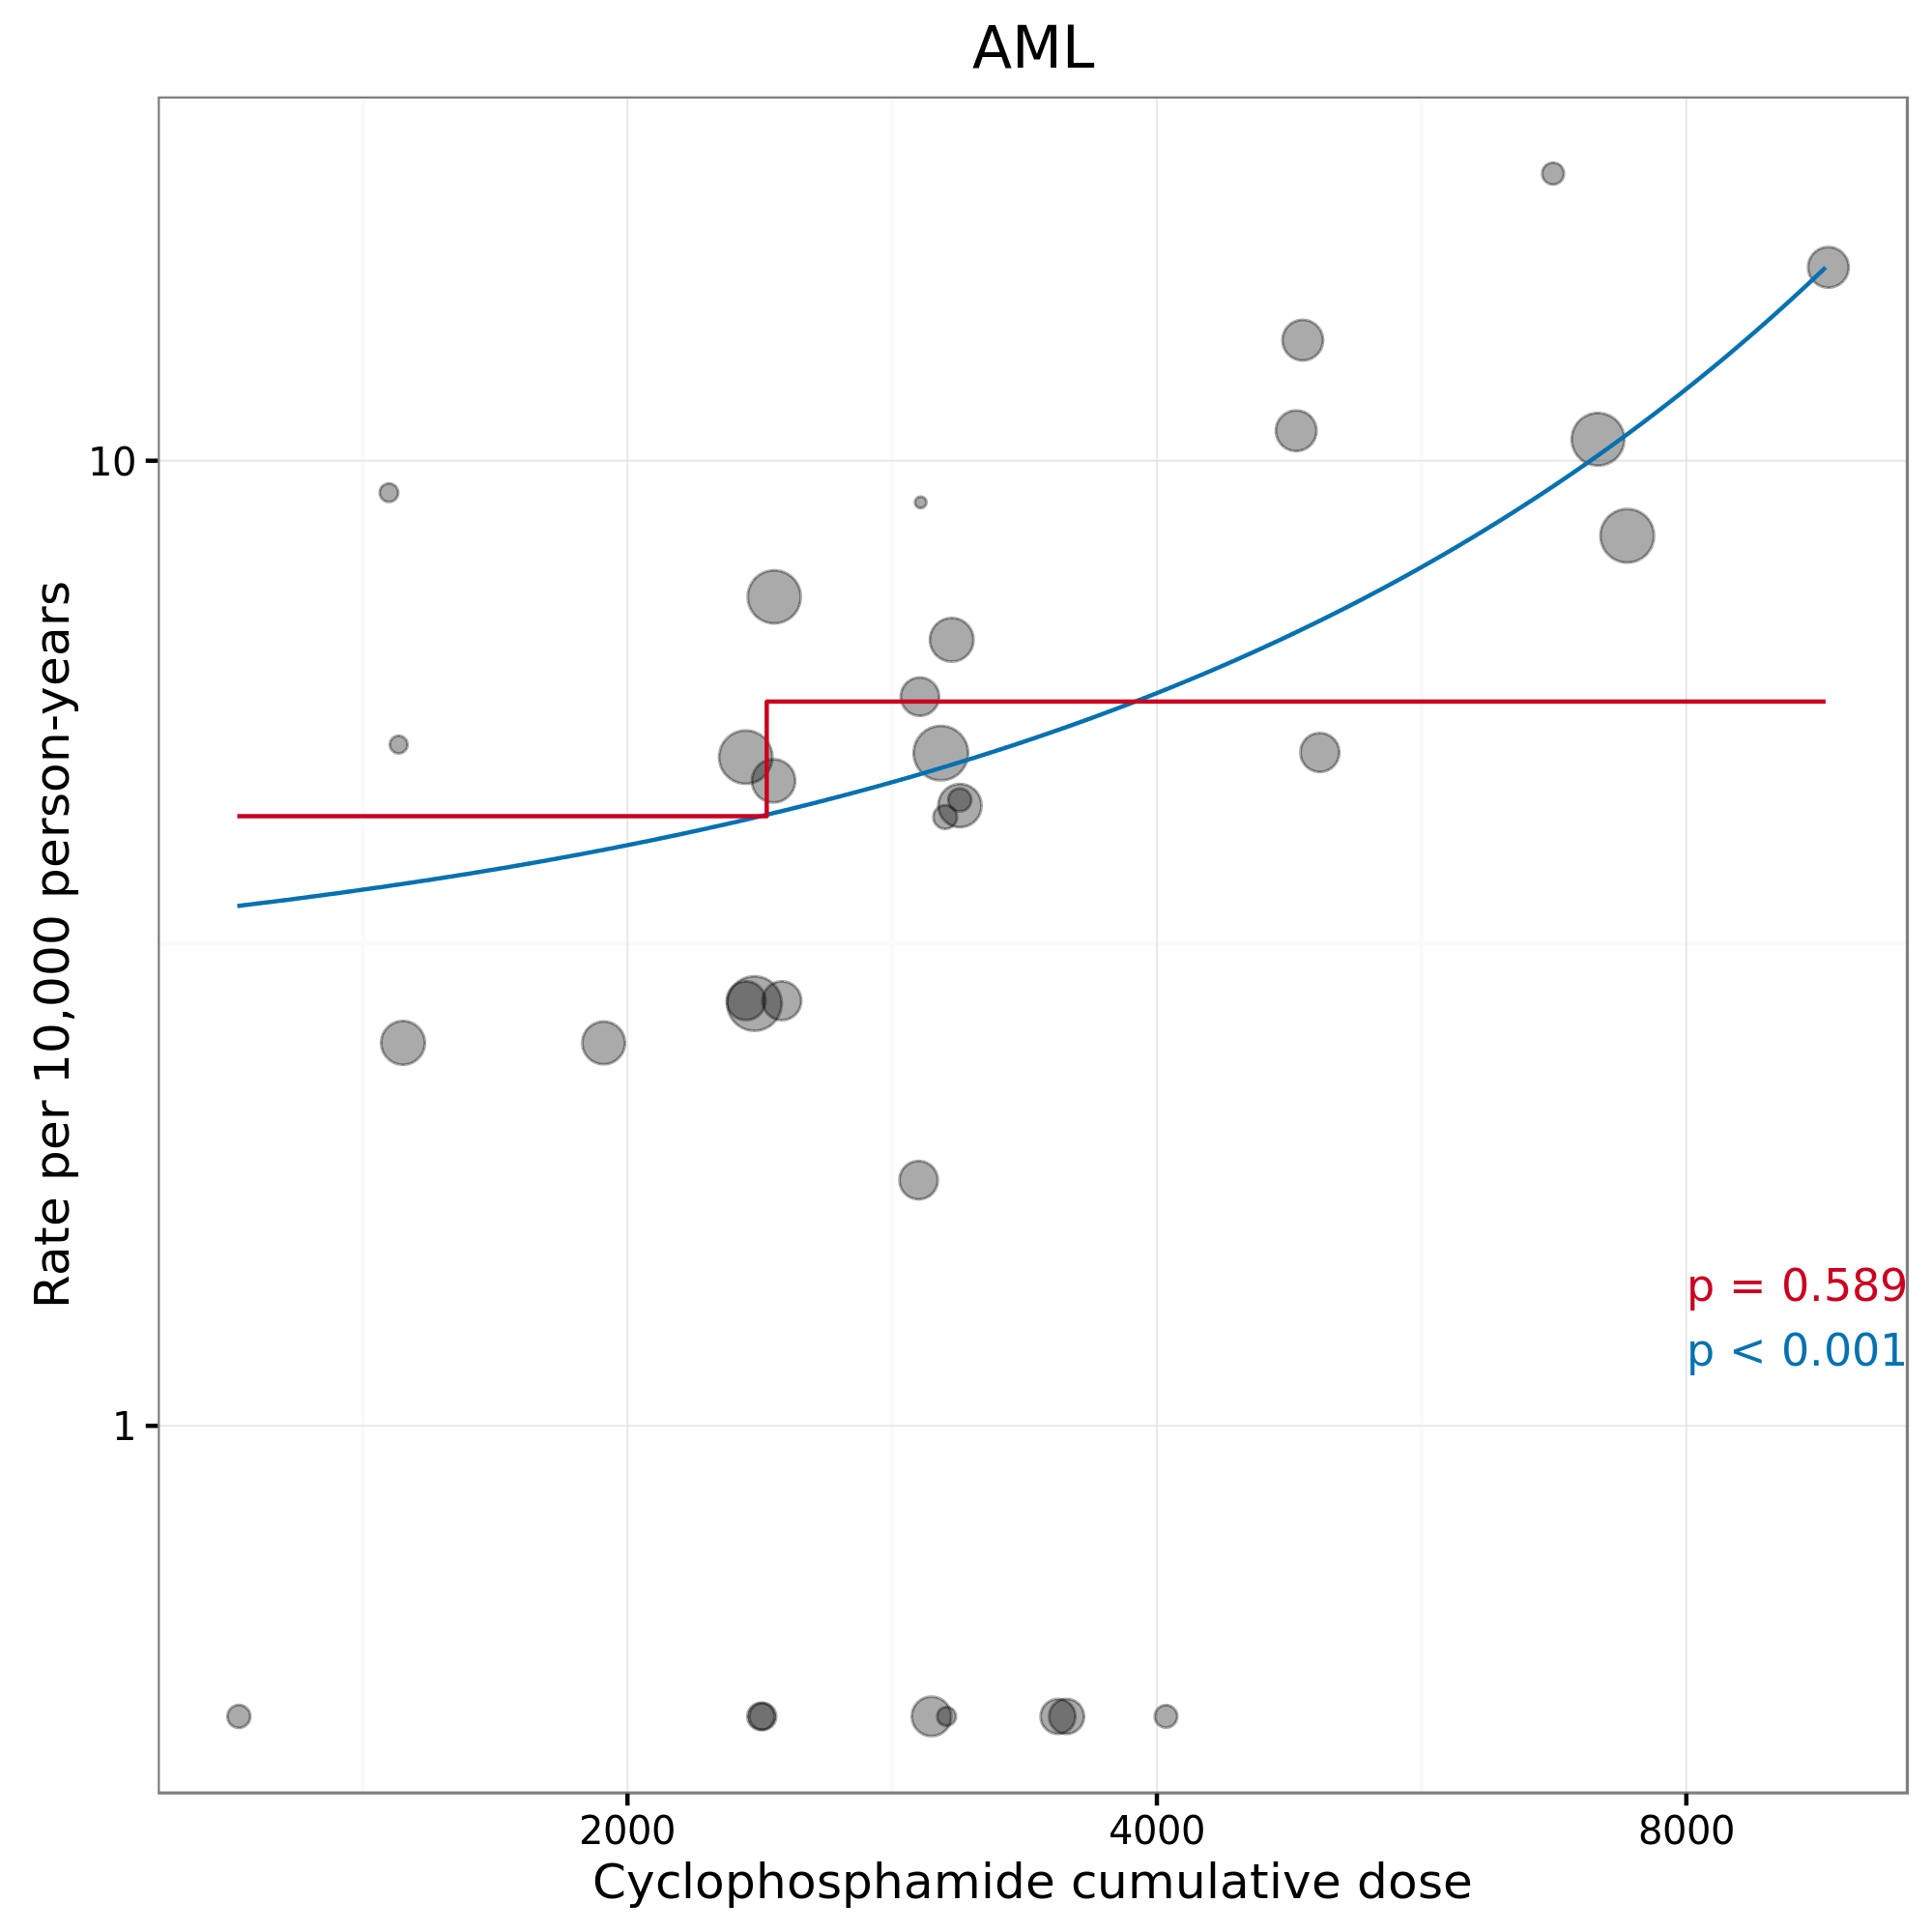 AML
Rate per 10,000 person-years
10
1
p = 0.589
p < 0.001
2000 4000 8000
Cyclophosphamide cumulative dose